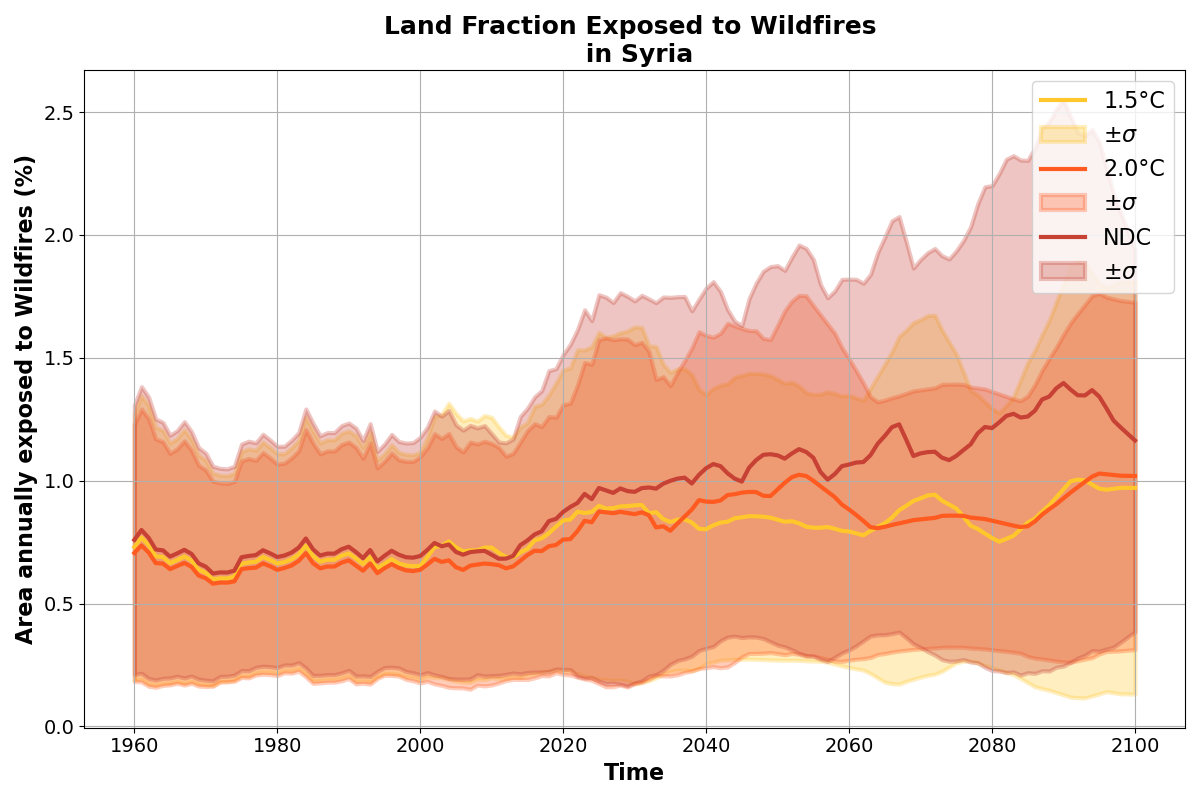 Land Fraction Exposed to Wildfires
in Syria
Area annually exposed to Wildfires (%)
2.5
2.0
1.5
1.0
0.5
0.0
1.5°C
±σ
2.0°C
±σ
NDC
±σ
1960 1980 2000 2020 2040 2060 2080 2100
Time